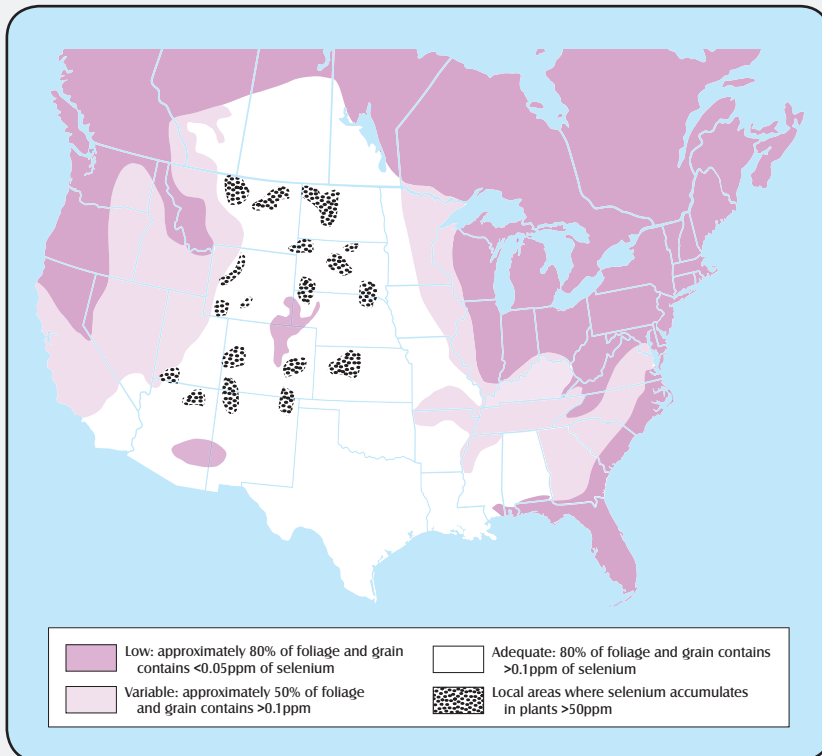 Low: approximately 80% of foliage and grain
contains <0.05ppm of selenium
Variable: approximately 50% of foliage
and grain contains >0.1ppm
Adequate: 80% of foliage and grain contains
>0.1ppm of selenium
Local areas where selenium accumulates
in plants >50ppm